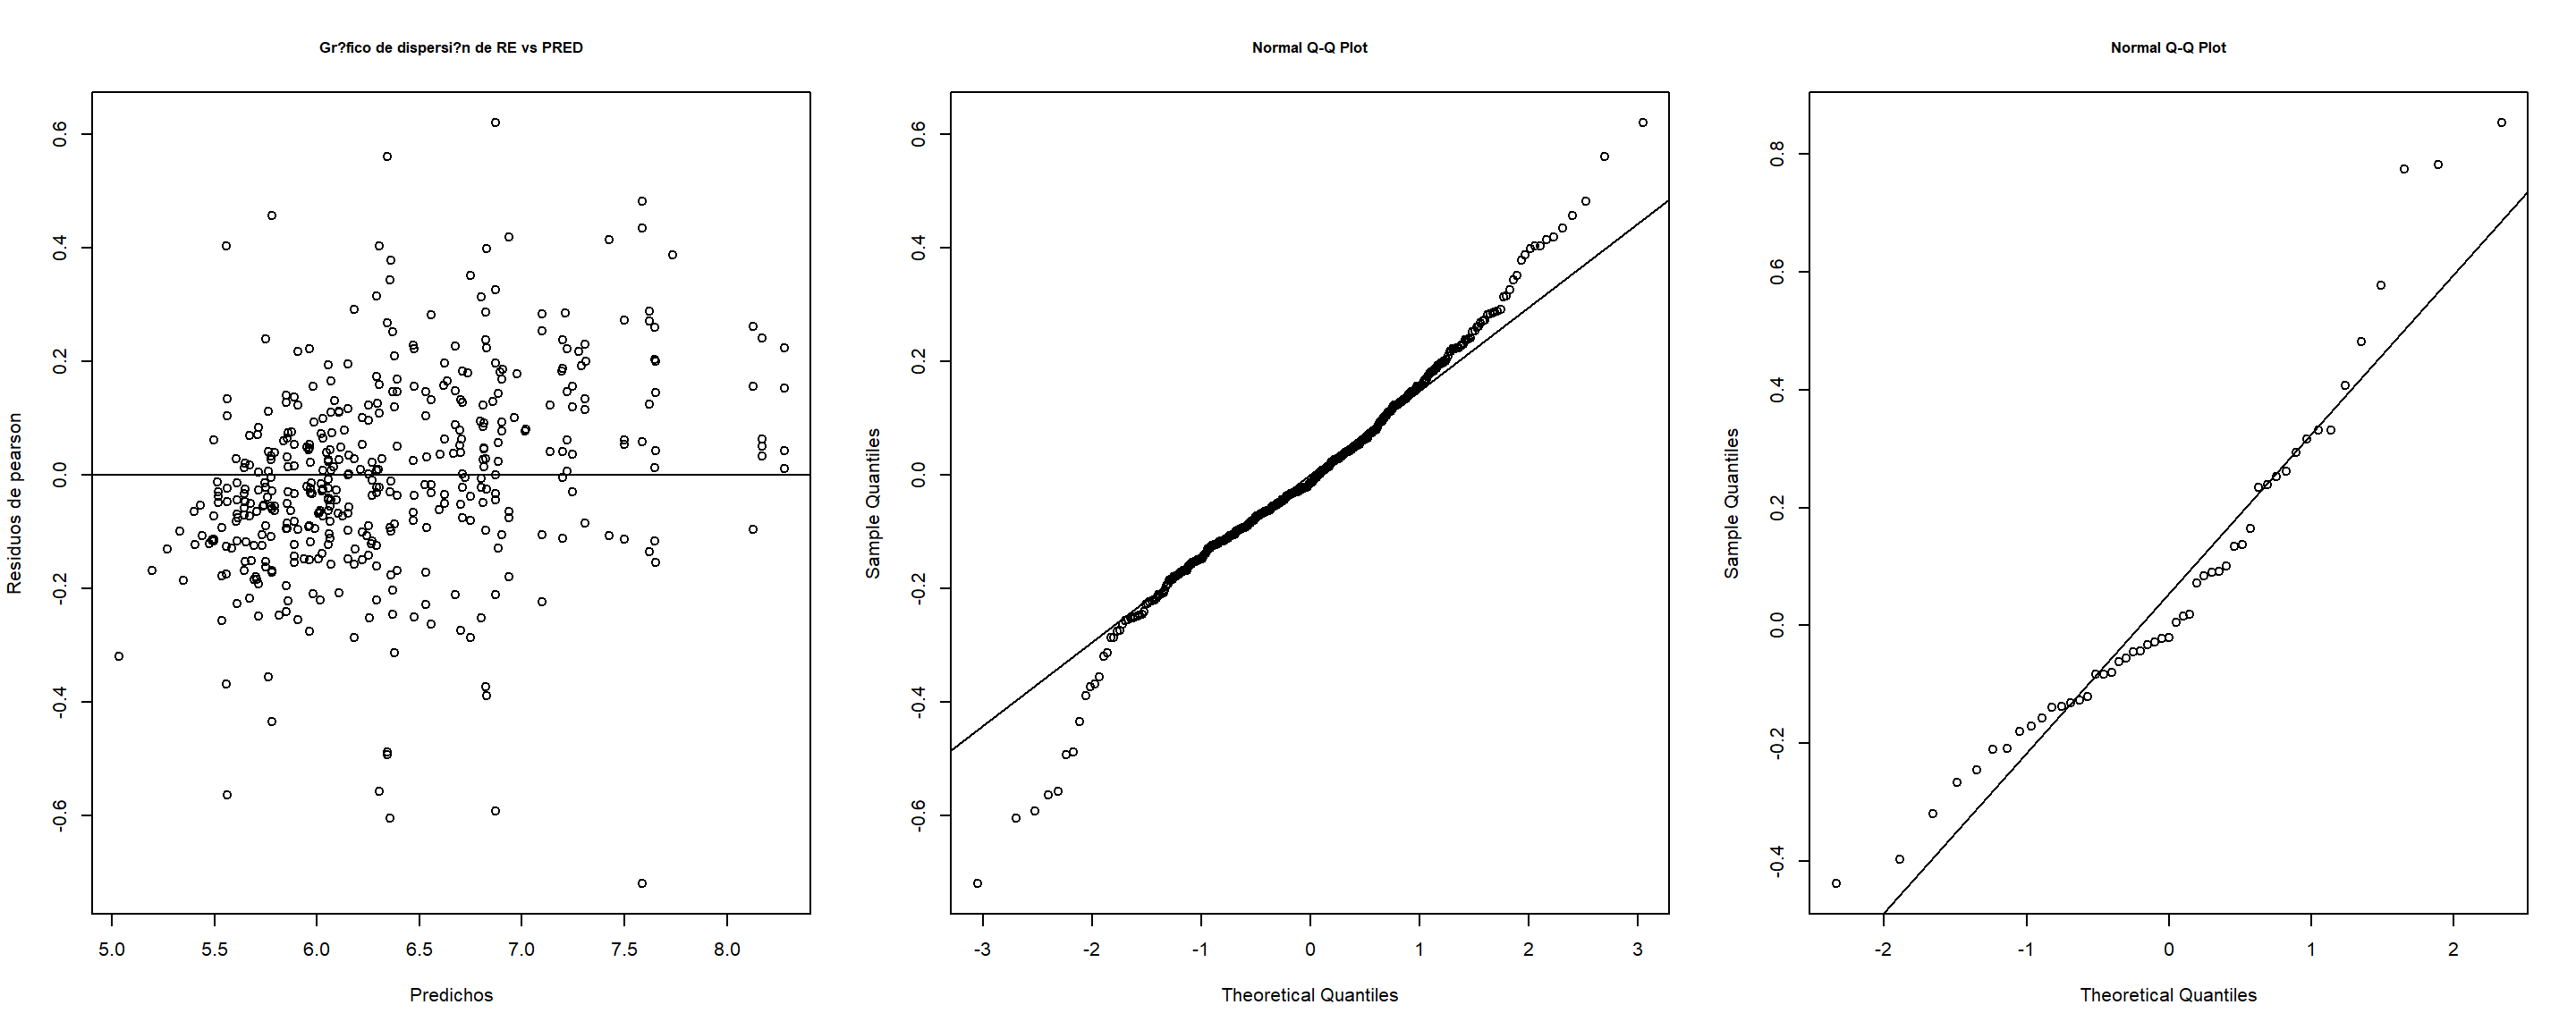 Gr?fico de dispersi?n de RE vs PRED
Residuos de pearson
0.6
0.4
0.2
0.0
-0.2
-0.4
-0.6
5.0 5.5 6.0 6.5 7.0 7.5 8.0
Predichos
Normal Q-Q Plot
Sample Quantiles
0.6
0.4
0.2
0.0
-0.2
-0.4
-0.6
-3 -2 -1 0 1 2 3
Theoretical Quantiles
Normal Q-Q Plot
Sample Quantiles
0.8
0.6
0.4
0.2
0.0
-0.2
-0.4
-2 -1 0 1 2
Theoretical Quantiles